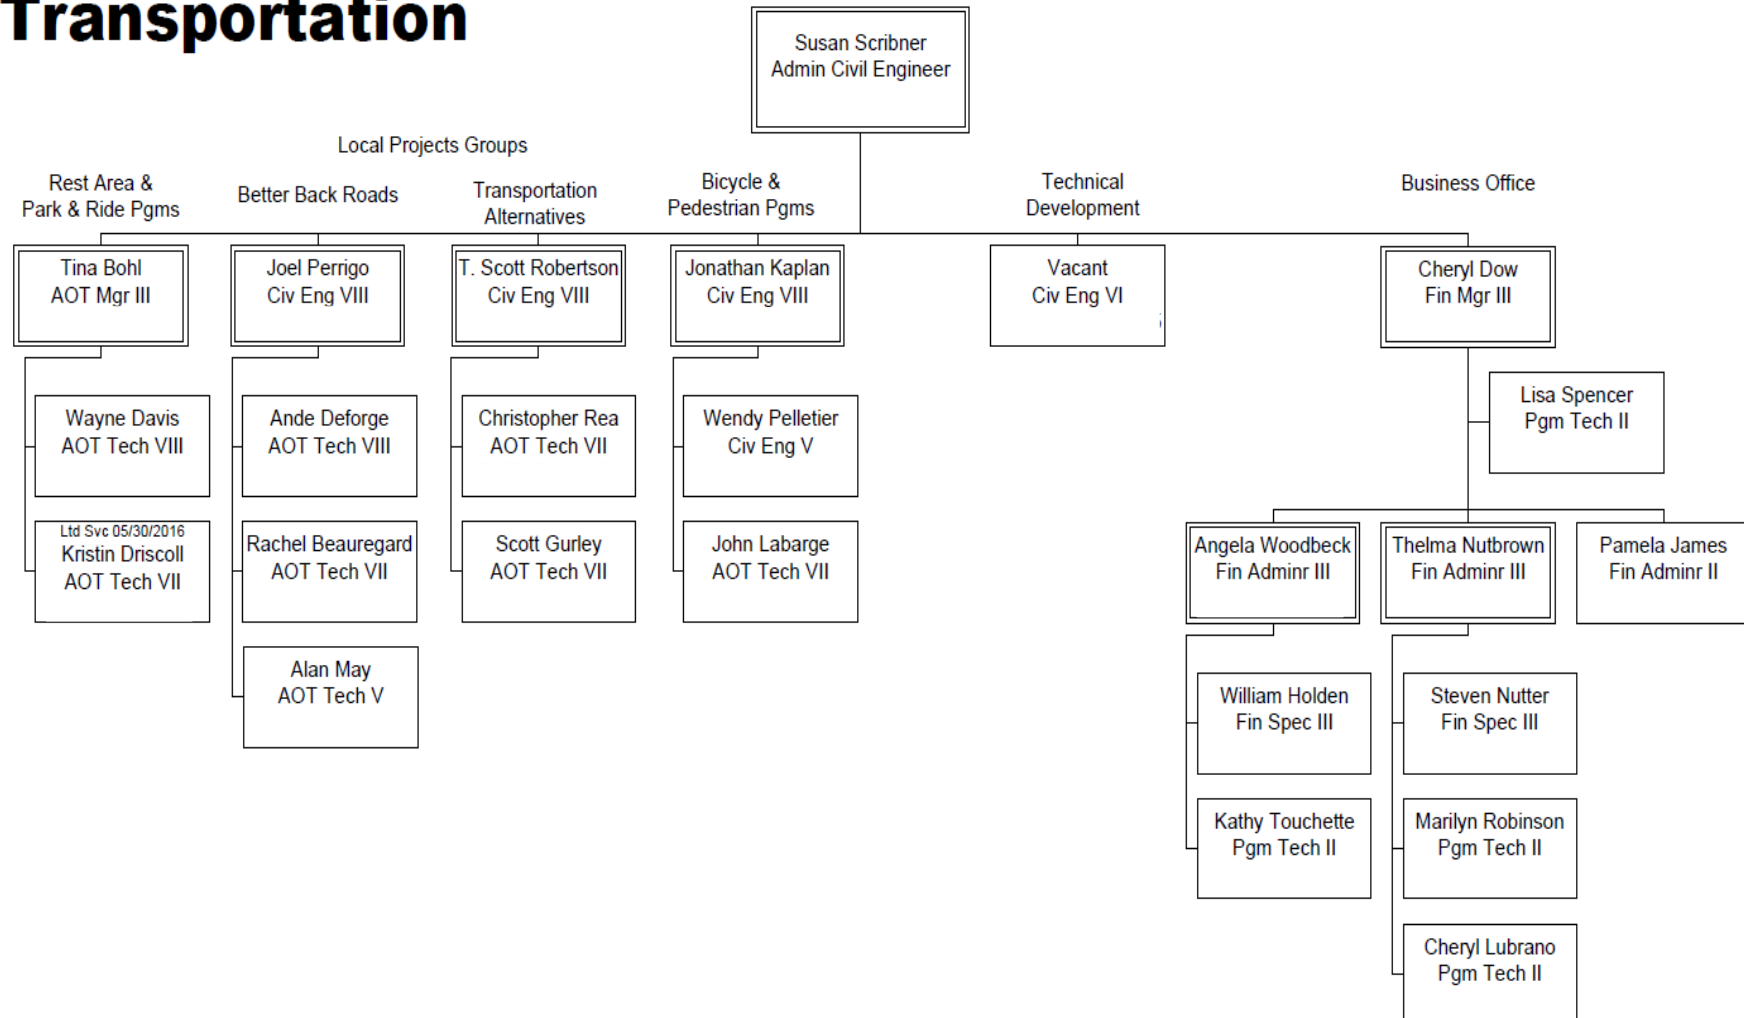 Transportation
Susan Scribner
Admin Civil Engineer
Local Projects Groups
Rest Area &
Park & Ride Pgms
Better Back Roads
Transportation
Alternatives
Bicycle &
Pedestrian Pgms
Technical
Development
Business Office
Tina Bohl
AOT Mgr III
Joel Perrigo
Civ Eng VIII
T. Scott Robertson
Civ Eng VIII
Jonathan Kaplan
Civ Eng VIII
Vacant
Civ Eng VI
Cheryl Dow
Fin Mgr III
Lisa Spencer
Pgm Tech II
Wayne Davis
AOT Tech VIII
Ande Deforge
AOT Tech VIII
Christopher Rea
AOT Tech VII
Wendy Pelletier
Civ Eng V
Ltd Svc 05/30/2016
Kristin Driscoll
AOT Tech VII
Rachel Beauregard
AOT Tech VII
Scott Gurley
AOT Tech VII
John Labarge
AOT Tech VII
Angela Woodbeck
Fin Adminr III
Thelma Nutbrown
Fin Adminr III
Pamela James
Fin Adminr II
Alan May
AOT Tech V
William Holden
Fin Spec III
Steven Nutter
Fin Spec III
Kathy Touchette
Pgm Tech II
Marilyn Robinson
Pgm Tech II
Cheryl Lubrano
Pgm Tech II